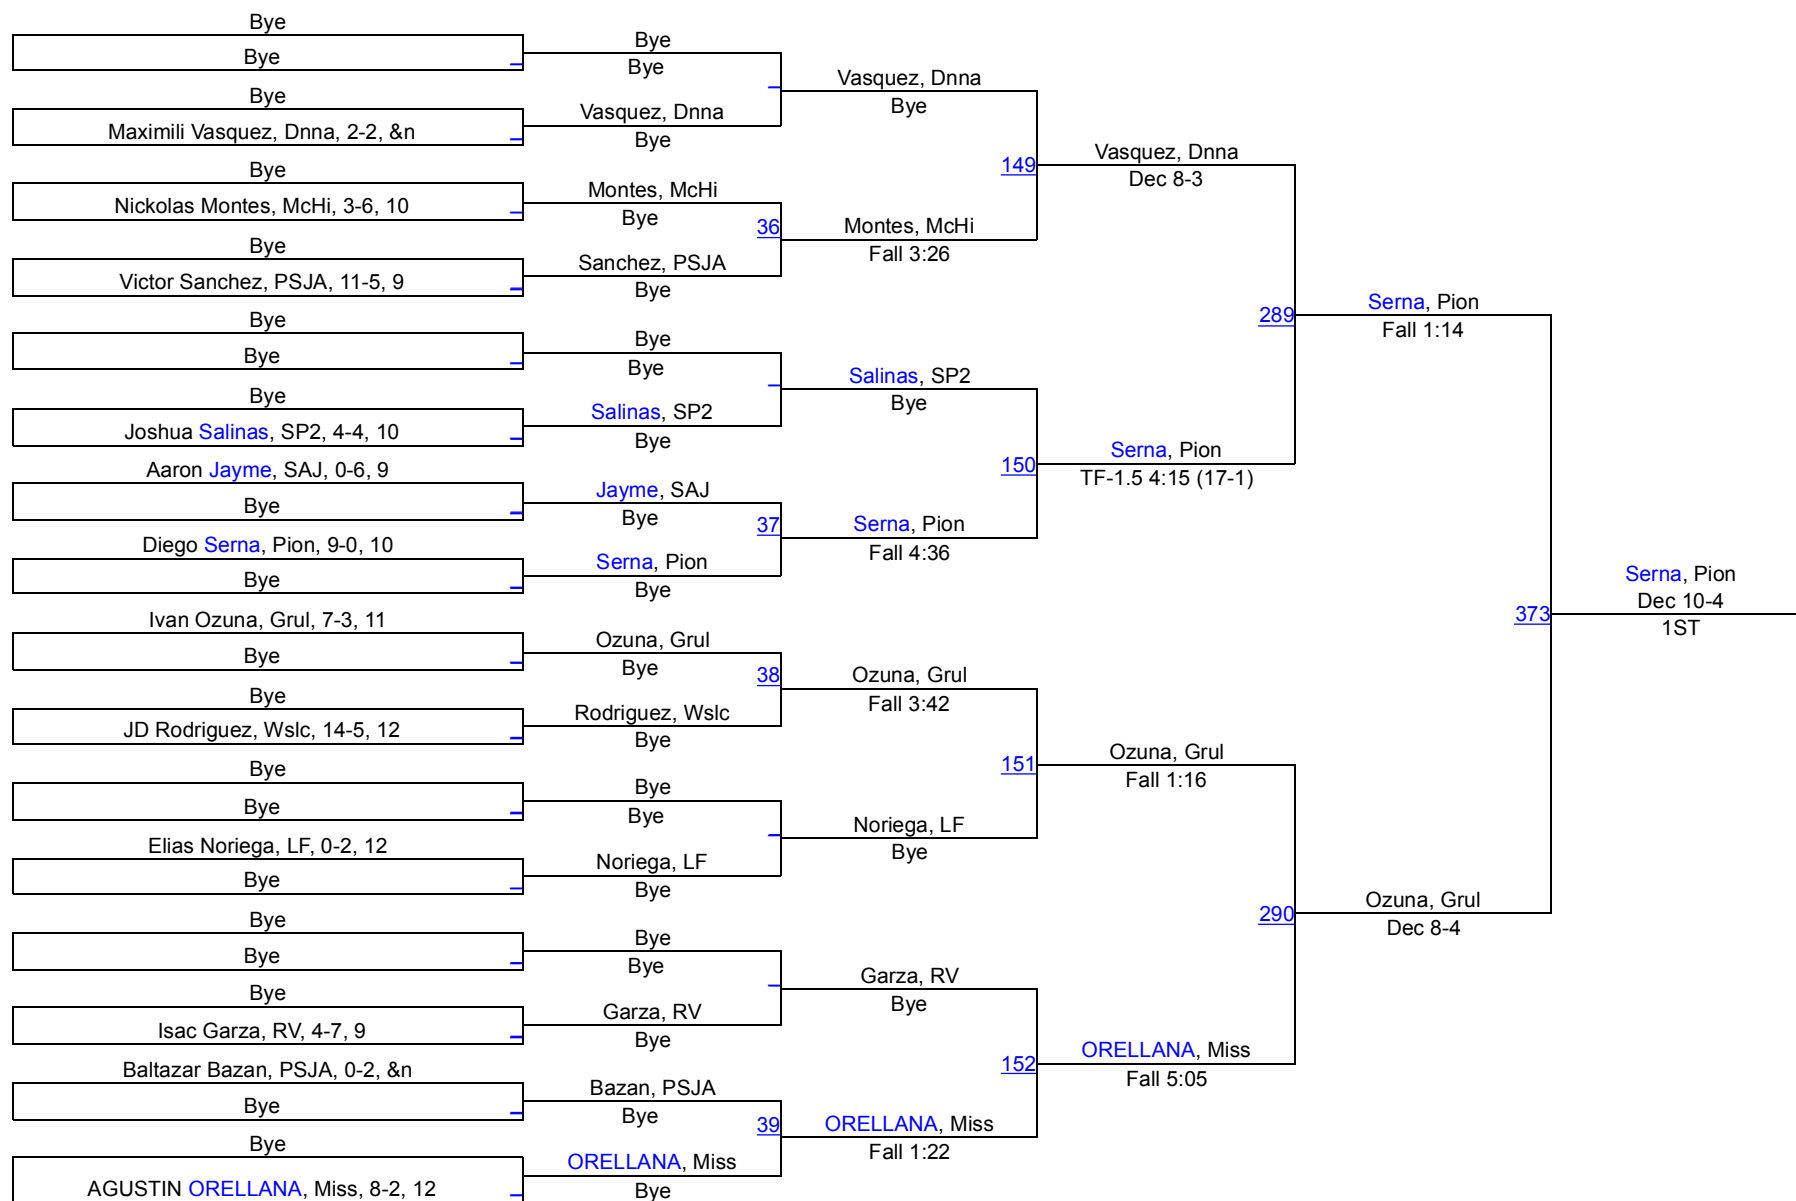 Bye
Bye
Bye
Maximili Vasquez, Dnna, 2-2, &n
Bye
Nickolas Montes, McHi, 3-6, 10
Bye
Victor Sanchez, PSJA, 11-5, 9
Bye
Bye
Bye
Joshua Salinas, SP2, 4-4, 10
Aaron Jayme, SAJ, 0-6, 9
Bye
Diego Serna, Pion, 9-0, 10
Bye
Ivan Ozuna, Grul, 7-3, 11
Bye
Bye
JD Rodriguez, Wslc, 14-5, 12
Bye
Bye
Elias Noriega, LF, 0-2, 12
Bye
Bye
Bye
Bye
Isac Garza, RV, 4-7, 9
Baltazar Bazan, PSJA, 0-2, &n
Bye
Bye
AGUSTIN ORELLANA, Miss, 8-2, 12
Bye
Bye
Vasquez, Dnna
Bye
Montes, McHi
Bye
36
Sanchez, PSJA
Bye
Bye
Bye
Salinas, SP2
Bye
Jayme, SAJ
Bye
37
Serna, Pion
Bye
Ozuna, Grul
Bye
38
Rodriguez, Wslc
Bye
Bye
Bye
Noriega, LF
Bye
Bye
Bye
Garza, RV
Bye
Bazan, PSJA
Bye
39
ORELLANA, Miss
Bye
Vasquez, Dnna
Bye
149
Montes, McHi
Fall 3:26
Salinas, SP2
Bye
150
Serna, Pion
Fall 4:36
Ozuna, Grul
Fall 3:42
151
Noriega, LF
Bye
Garza, RV
Bye
152
ORELLANA, Miss
Fall 1:22
Vasquez, Dnna
Dec 8-3
289
Serna, Pion
TF-1.5 4:15 (17-1)
Ozuna, Grul
Fall 1:16
290
ORELLANA, Miss
Fall 5:05
Serna, Pion
Fall 1:14
373
Ozuna, Grul
Dec 8-4
Serna, Pion
Dec 10-4
1ST